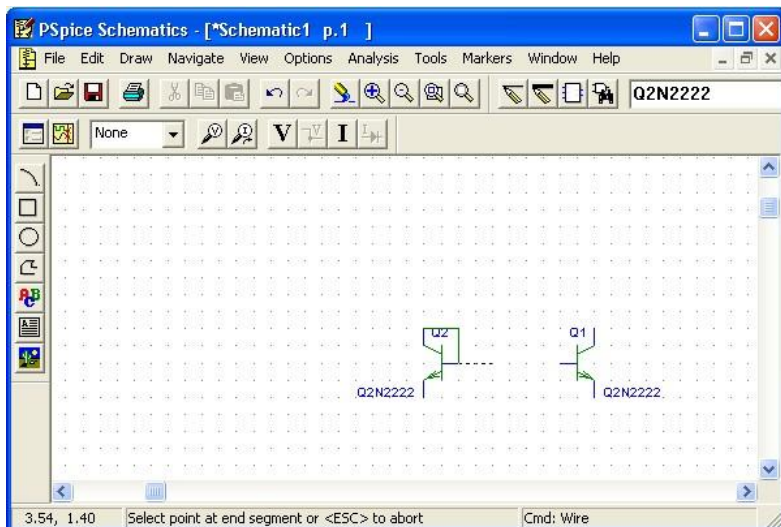 PSpice Schematics - [*Schematic1 p.1 ]
File Edit Draw Navigate View Options Analysis Tools Markers Window Help
Q2N2222
None V V I I
ABC
Q2 Q1
Q2N2222 Q2N2222
3.54, 1.40 Select point at end segment or <ESC> to abort Cmd: Wire